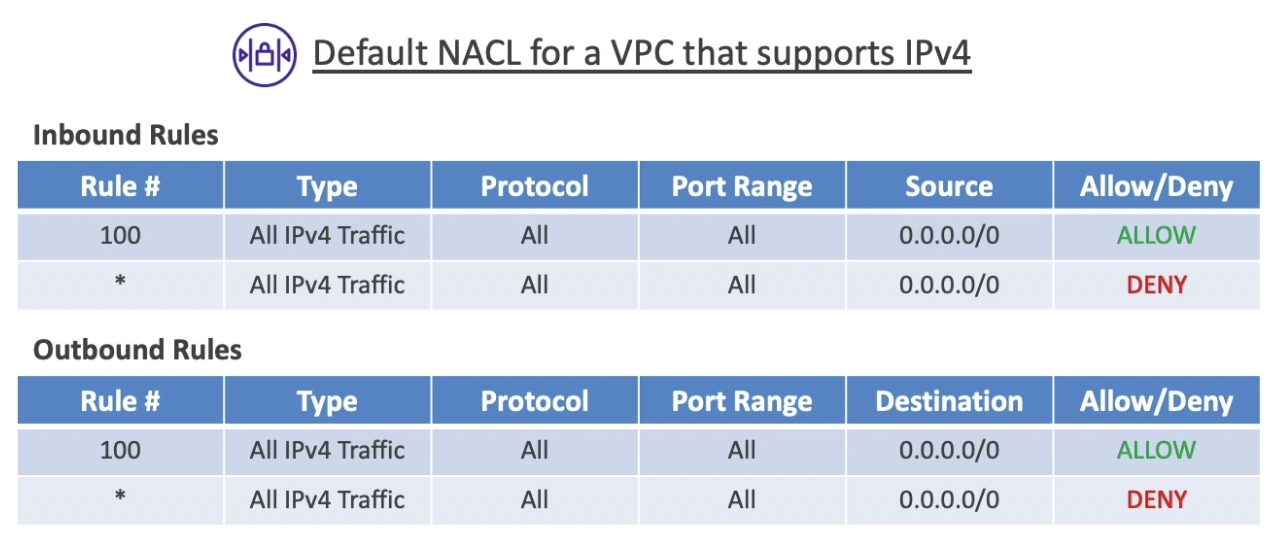 Default NACL for a VPC that supports IPv4
Inbound Rules
Rule # Type Protocol Port Range Source Allow/Deny
100 All IPv4 Traffic All All 0.0.0.0/0 ALLOW
* All IPv4 Traffic All All 0.0.0.0/0 DENY
Outbound Rules
Rule # Type Protocol Port Range Destination Allow/Deny
100 All IPv4 Traffic All All 0.0.0.0/0 ALLOW
* All IPv4 Traffic All All 0.0.0.0/0 DENY